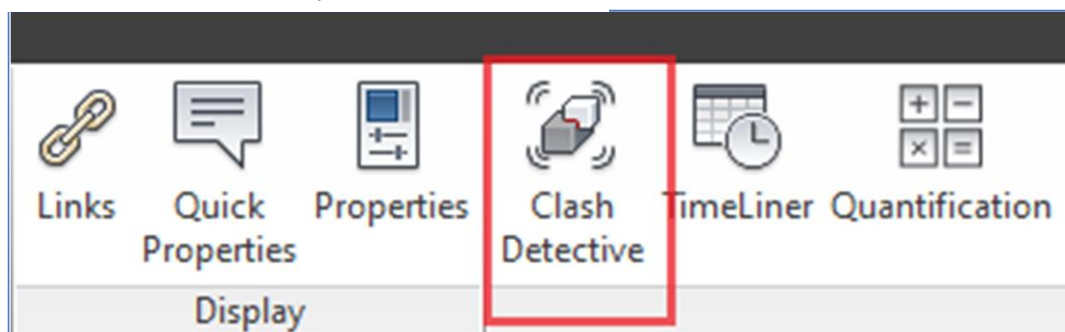 Links Quick Properties Clash TimeLiner Quantification
Properties Detective
Display